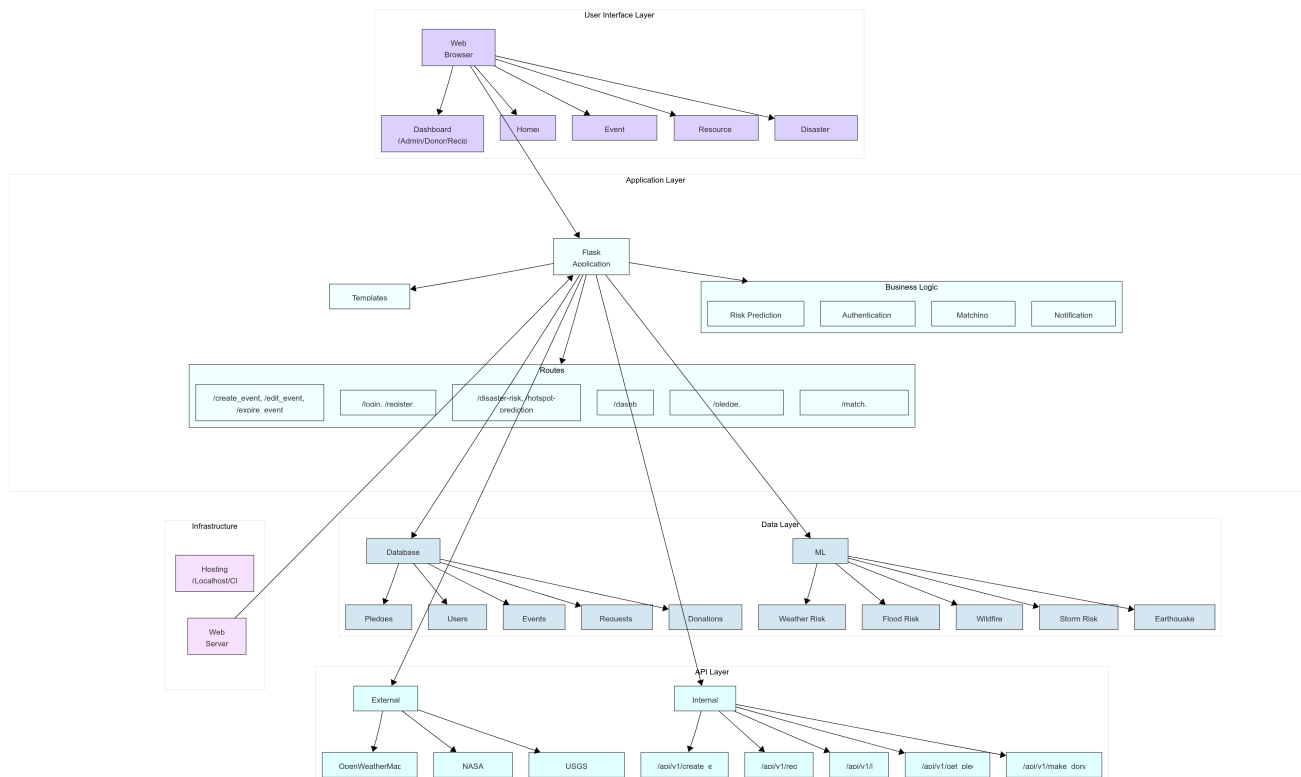 User Interface Layer
Web
Browser
Dashboard
(Admin/Donor/Recip
Home
Event
Resource
Disaster
Application Layer
Flask
Application
Templates
Business Logic
Risk Prediction
Authentication
Matching
Notification
Routes
/create_event, /edit_event,
/expire_event
/login, /register,
/disaster-risk, /hotspot-
prediction
/dashb
/pledge,
/match,
Infrastructure
Hosting
(Localhost/Cl
Web
Server
Data Layer
Database
ML
Pledges
Users
Events
Requests
Donations
Weather Risk
Flood Risk
Wildfire
Storm Risk
Earthquake
API Layer
External
Internal
OpenWeatherMap
NASA
USGS
/api/v1/create_e
/api/v1/req
/api/v1/l
/api/v1/get_ple
/api/v1/make_dona